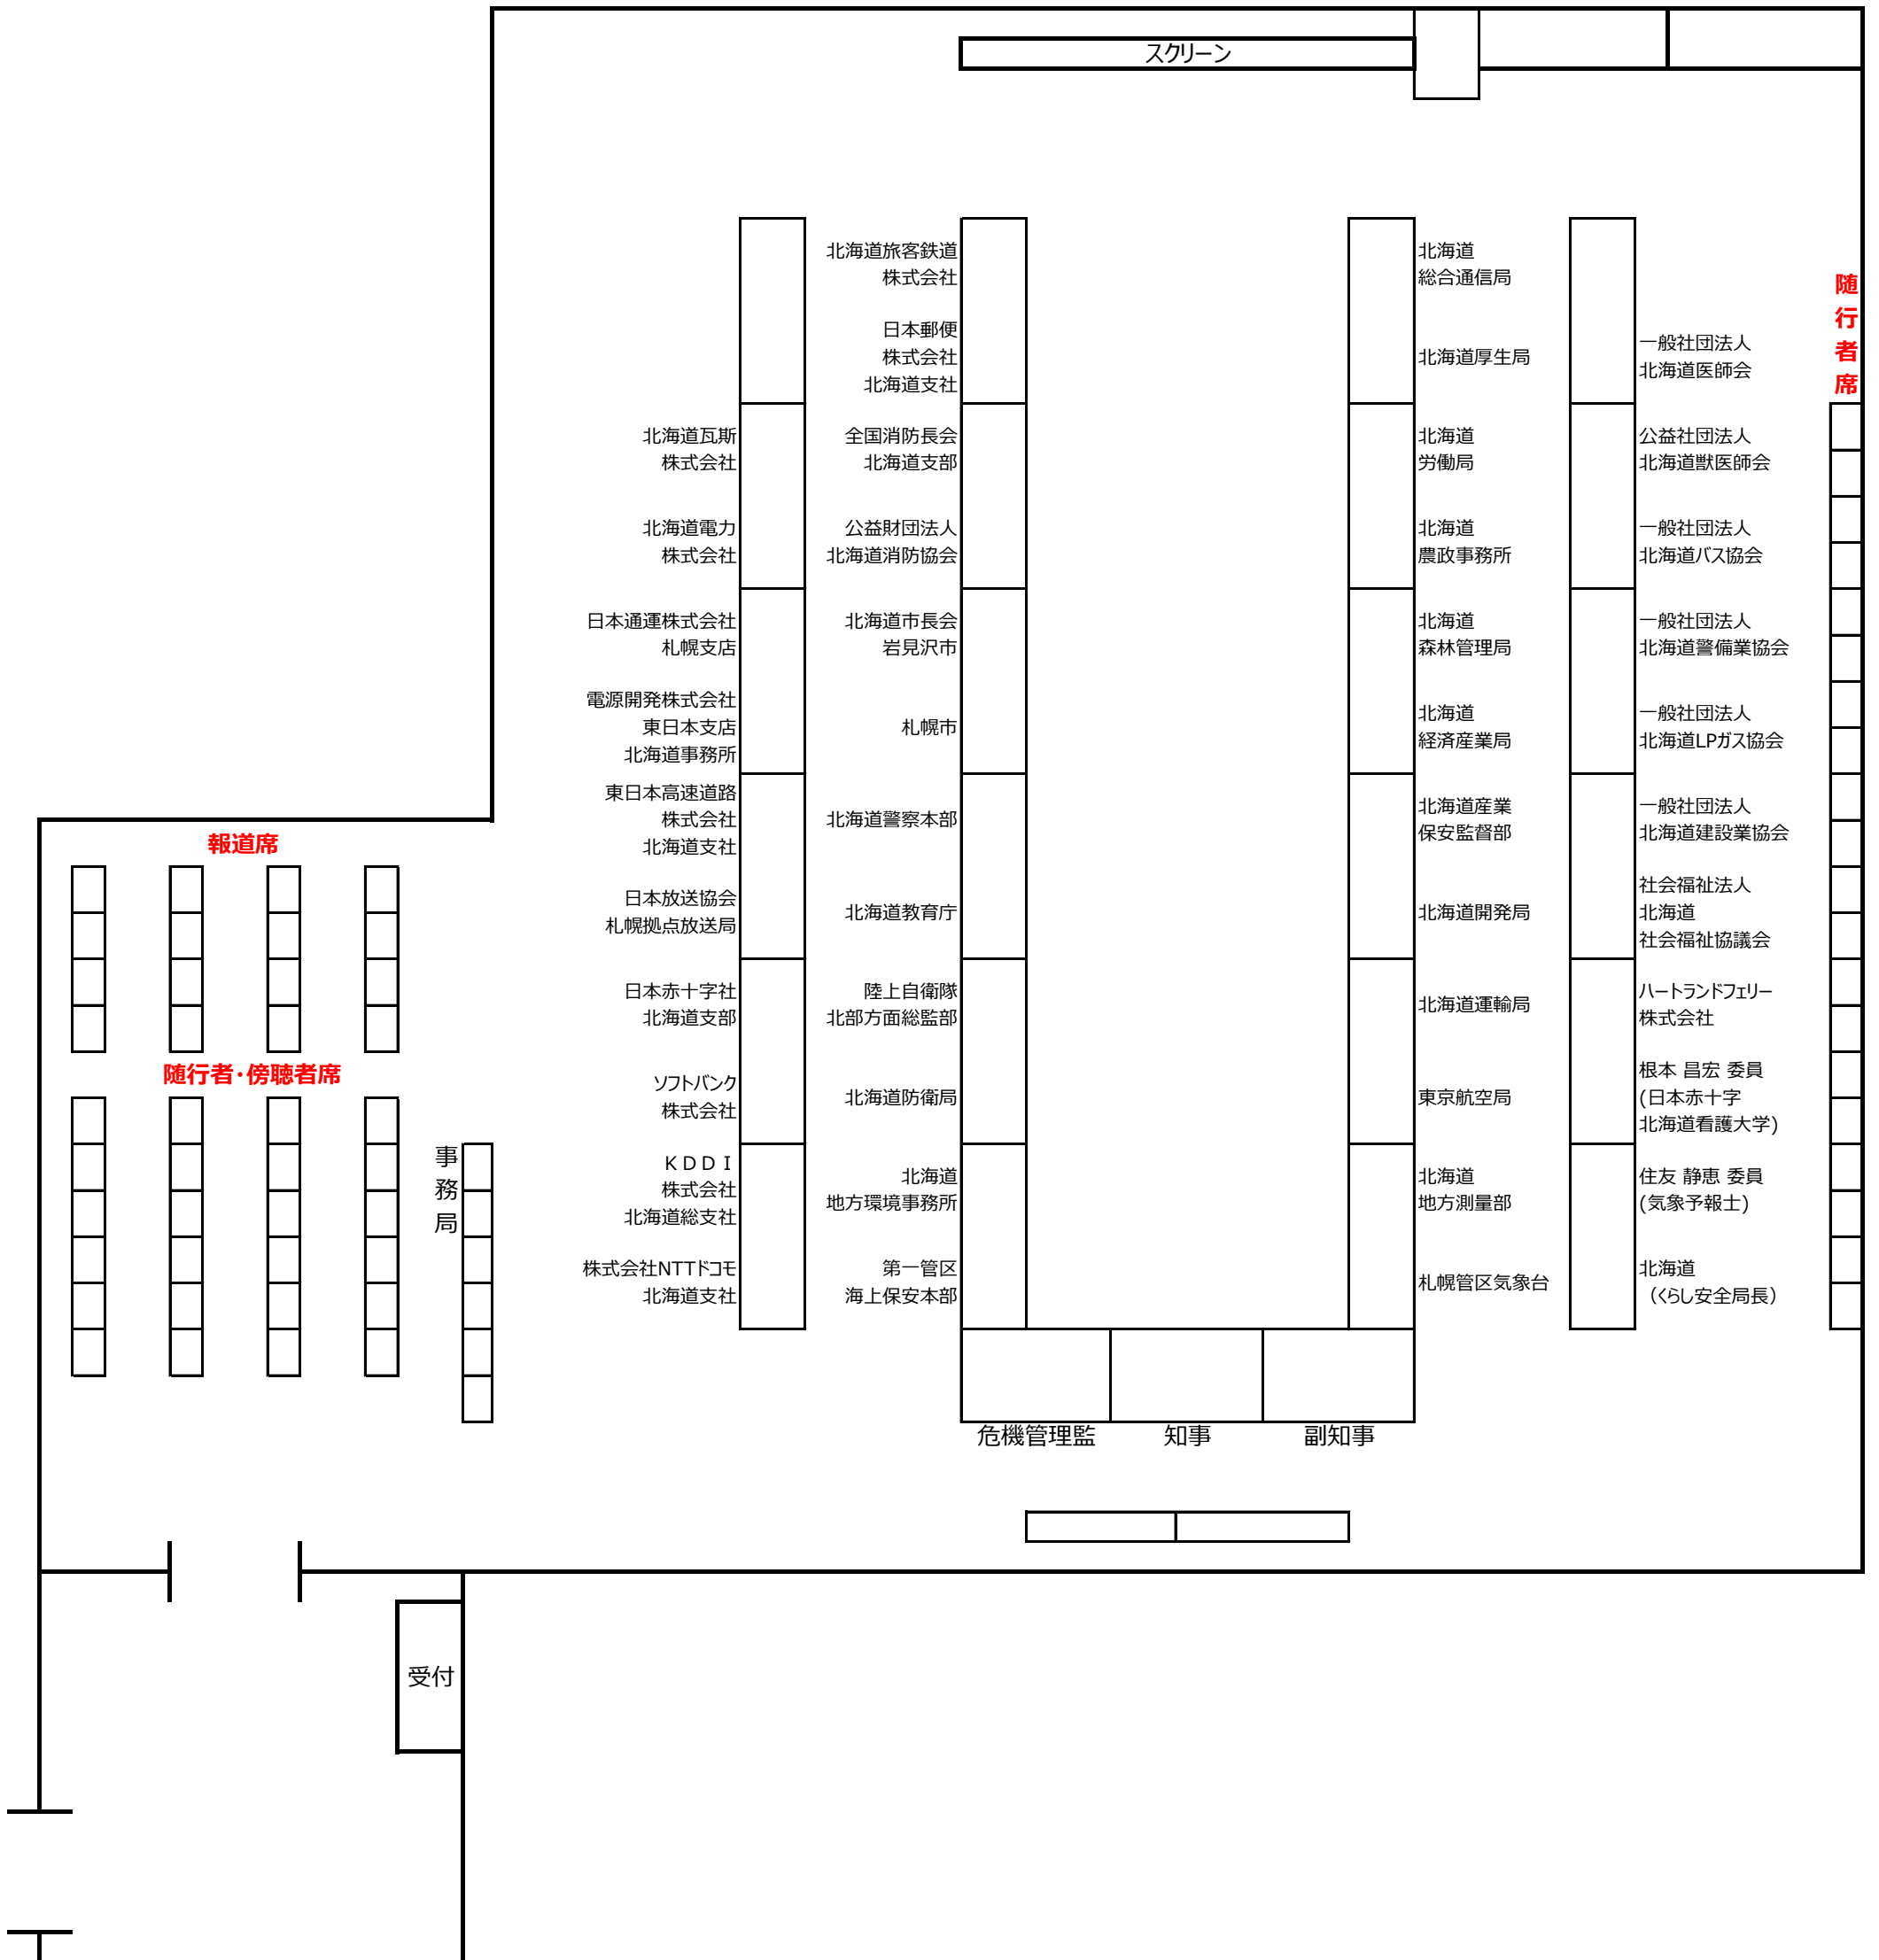 スクリーン
北海道旅客鉄道
株式会社
日本郵便
株式会社
北海道支社
全国消防長会
北海道支部
公益財団法人
北海道消防協会
北海道市長会
岩見沢市
札幌市
北海道警察本部
北海道教育庁
陸上自衛隊
北部方面総監部
北海道防衛局
北海道
地方環境事務所
第一管区
海上保安本部
北海道瓦斯
株式会社
北海道電力
株式会社
日本通運株式会社
札幌支店
電源開発株式会社
東日本支店
北海道事務所
東日本高速道路
株式会社
北海道支社
日本放送協会
札幌拠点放送局
日本赤十字社
北海道支部
ソフトバンク
株式会社
ＫＤＤＩ
株式会社
北海道総支社
株式会社NTTドコモ
北海道支社
北海道
総合通信局
北海道厚生局
北海道
労働局
北海道
農政事務所
北海道
森林管理局
北海道
経済産業局
北海道産業
保安監督部
北海道開発局
北海道運輸局
東京航空局
北海道
地方測量部
札幌管区気象台
一般社団法人
北海道医師会
公益社団法人
北海道獣医師会
一般社団法人
北海道バス協会
一般社団法人
北海道警備業協会
一般社団法人
北海道LPガス協会
一般社団法人
北海道建設業協会
社会福祉法人
北海道
社会福祉協議会
ハートランドフェリー
株式会社
根本 昌宏 委員
(日本赤十字
北海道看護大学)
住友 静恵 委員
(気象予報士)
北海道
（くらし安全局長）
随行者席
報道席
随行者・傍聴者席
事務局
危機管理監
知事
副知事
受付